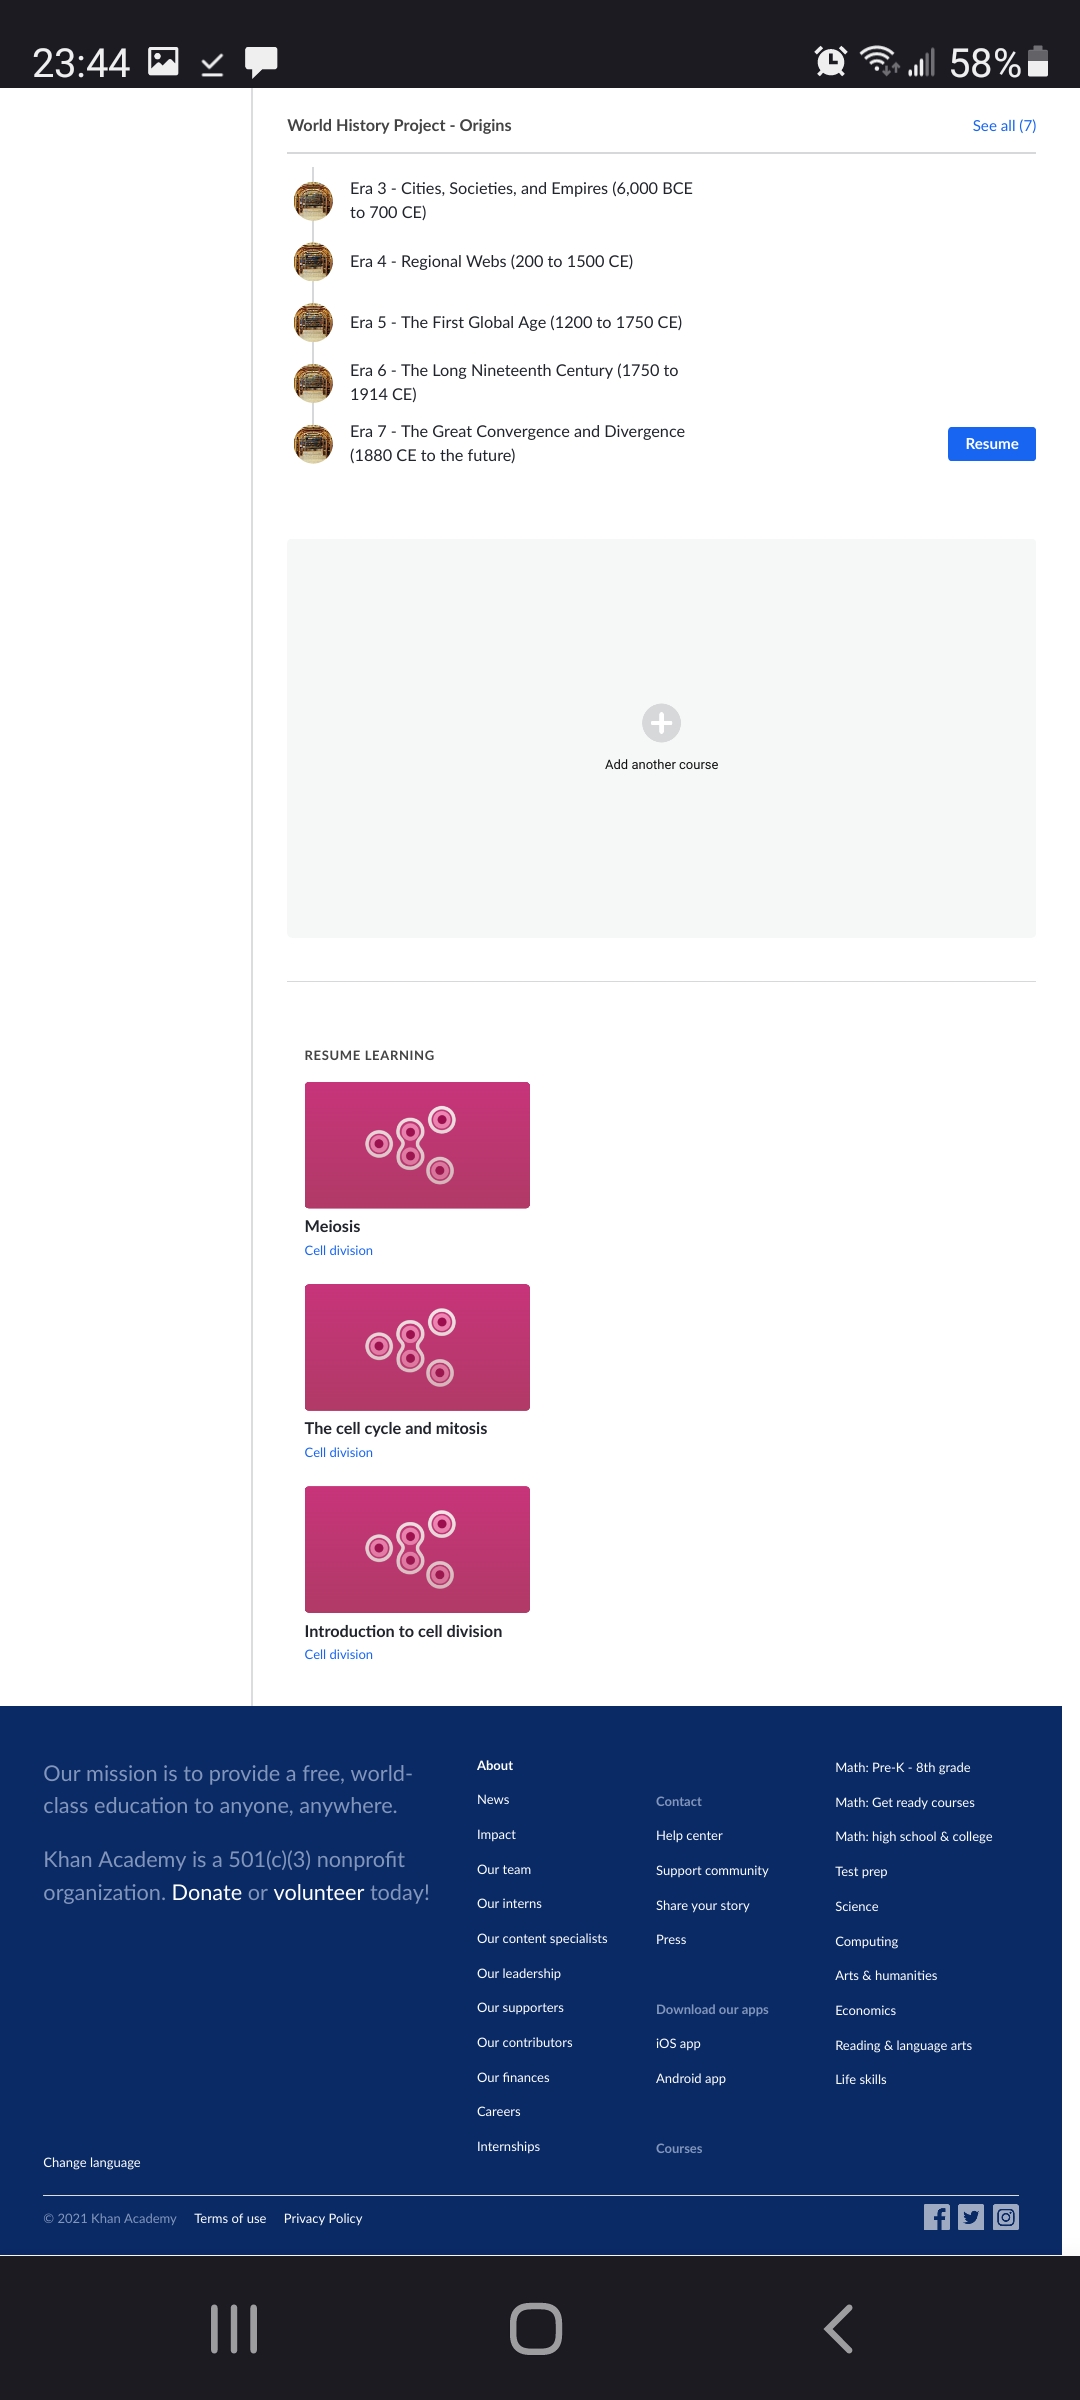 23:44
58%
World History Project - Origins
See all (7)
Era 3 - Cities, Societies, and Empires (6,000 BCE
to 700 CE)
Era 4 - Regional Webs (200 to 1500 CE)
Era 5 - The First Global Age (1200 to 1750 CE)
Era 6 - The Long Nineteenth Century (1750 to
1914 CE)
Era 7 - The Great Convergence and Divergence
(1880 CE to the future)
Resume
Add another course
RESUME LEARNING
Meiosis
Cell division
The cell cycle and mitosis
Cell division
Introduction to cell division
Cell division
Our mission is to provide a free, world-
class education to anyone, anywhere.
Khan Academy is a 501(c)(3) nonprofit
organization. Donate or volunteer today!
Change language
About
News
Impact
Our team
Our interns
Our content specialists
Our leadership
Our supporters
Our contributors
Our finances
Careers
Internships
Contact
Help center
Support community
Share your story
Press
Download our apps
iOS app
Android app
Courses
Math: Pre-K - 8th grade
Math: Get ready courses
Math: high school & college
Test prep
Science
Computing
Arts & humanities
Economics
Reading & language arts
Life skills
© 2021 Khan Academy
Terms of use
Privacy Policy